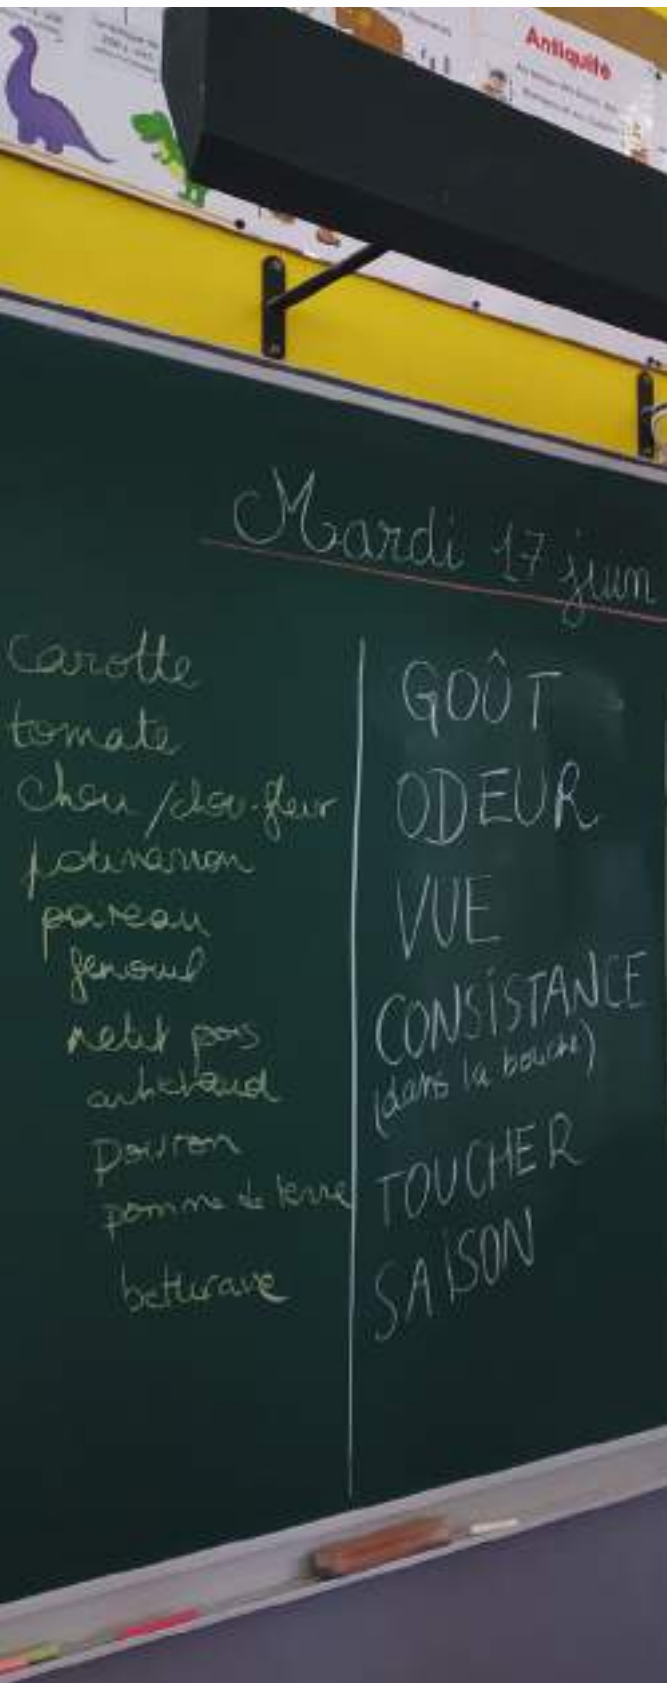 Antiquité
Mardi 17 juin
carotte
tomate
chou / chou-fleur
potimarron
poireau
fenouil
petit pois
artichaud
poivron
pomme de terre
betterave
GOÛT
ODEUR
VUE
CONSISTANCE
(dans la bouche)
TOUCHER
SAISON